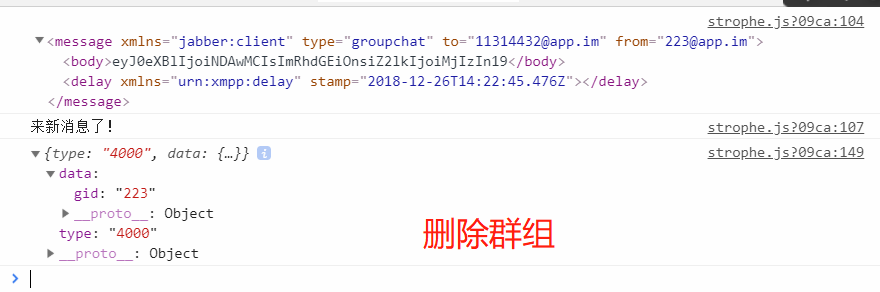 strophe.js?09ca:104
▼<message xmlns="jabber:client" type="groupchat" to="11314432@app.im" from="223@app.im">
<body>eyJ0eXBlIjoiNDAwMCIsImRhdGEiOnsiZ2lkIjoiMjIzIn19</body>
<delay xmlns="urn:xmpp:delay" stamp="2018-12-26T14:22:45.476Z"></delay>
</message>
来新消息了! strophe.js?09ca:107
▼{type: "4000", data: {…}} i strophe.js?09ca:149
▼data:
gid: "223"
▶__proto__: Object
type: "4000"
▶__proto__: Object
删除群组
>